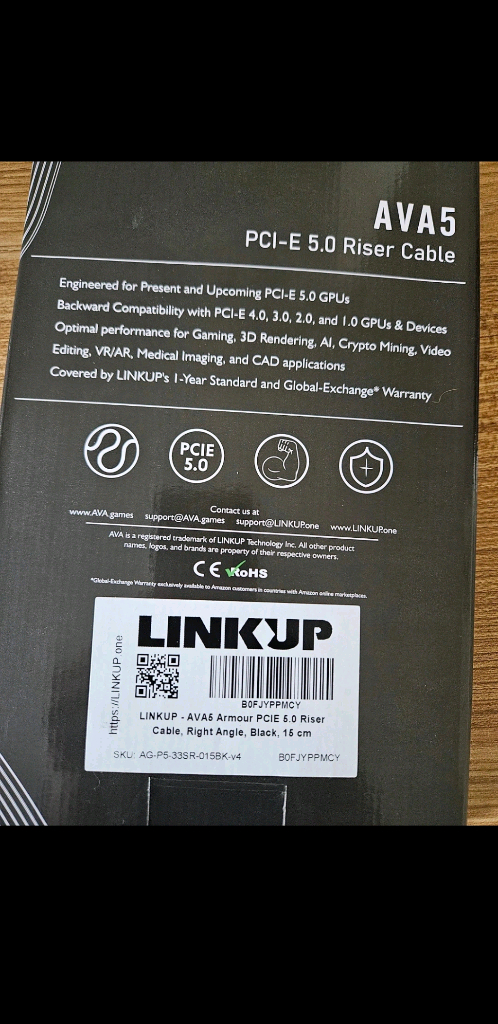 AVA5
PCI-E 5.0 Riser Cable
Engineered for Present and Upcoming PCI-E 5.0 GPUs
Backward Compatibility with PCI-E 4.0, 3.0, 2.0, and 1.0 GPUs & Devices
Optimal performance for Gaming, 3D Rendering, AI, Crypto Mining, Video
Editing, VR/AR, Medical Imaging, and CAD applications
Covered by LINKUP's 1-Year Standard and Global-Exchange* Warranty
PCIE
5.0
Contact us at
www.AVA.games support@AVA.games support@LINKUP.one www.LINKUP.one
AVA is a registered trademark of LINKUP Technology Inc. All other product
names, logos, and brands are property of their respective owners.
CE RoHS
*Global-Exchange Warranty exclusively available to Amazon customers in countries with Amazon online marketplaces.
https://LINKUP.one
LINKUP
B0FJYPPMCY
LINKUP - AVA5 Armour PCIE 5.0 Riser
Cable, Right Angle, Black, 15 cm
SKU: AG-P5-33SR-015BK-v4 B0FJYPPMCY